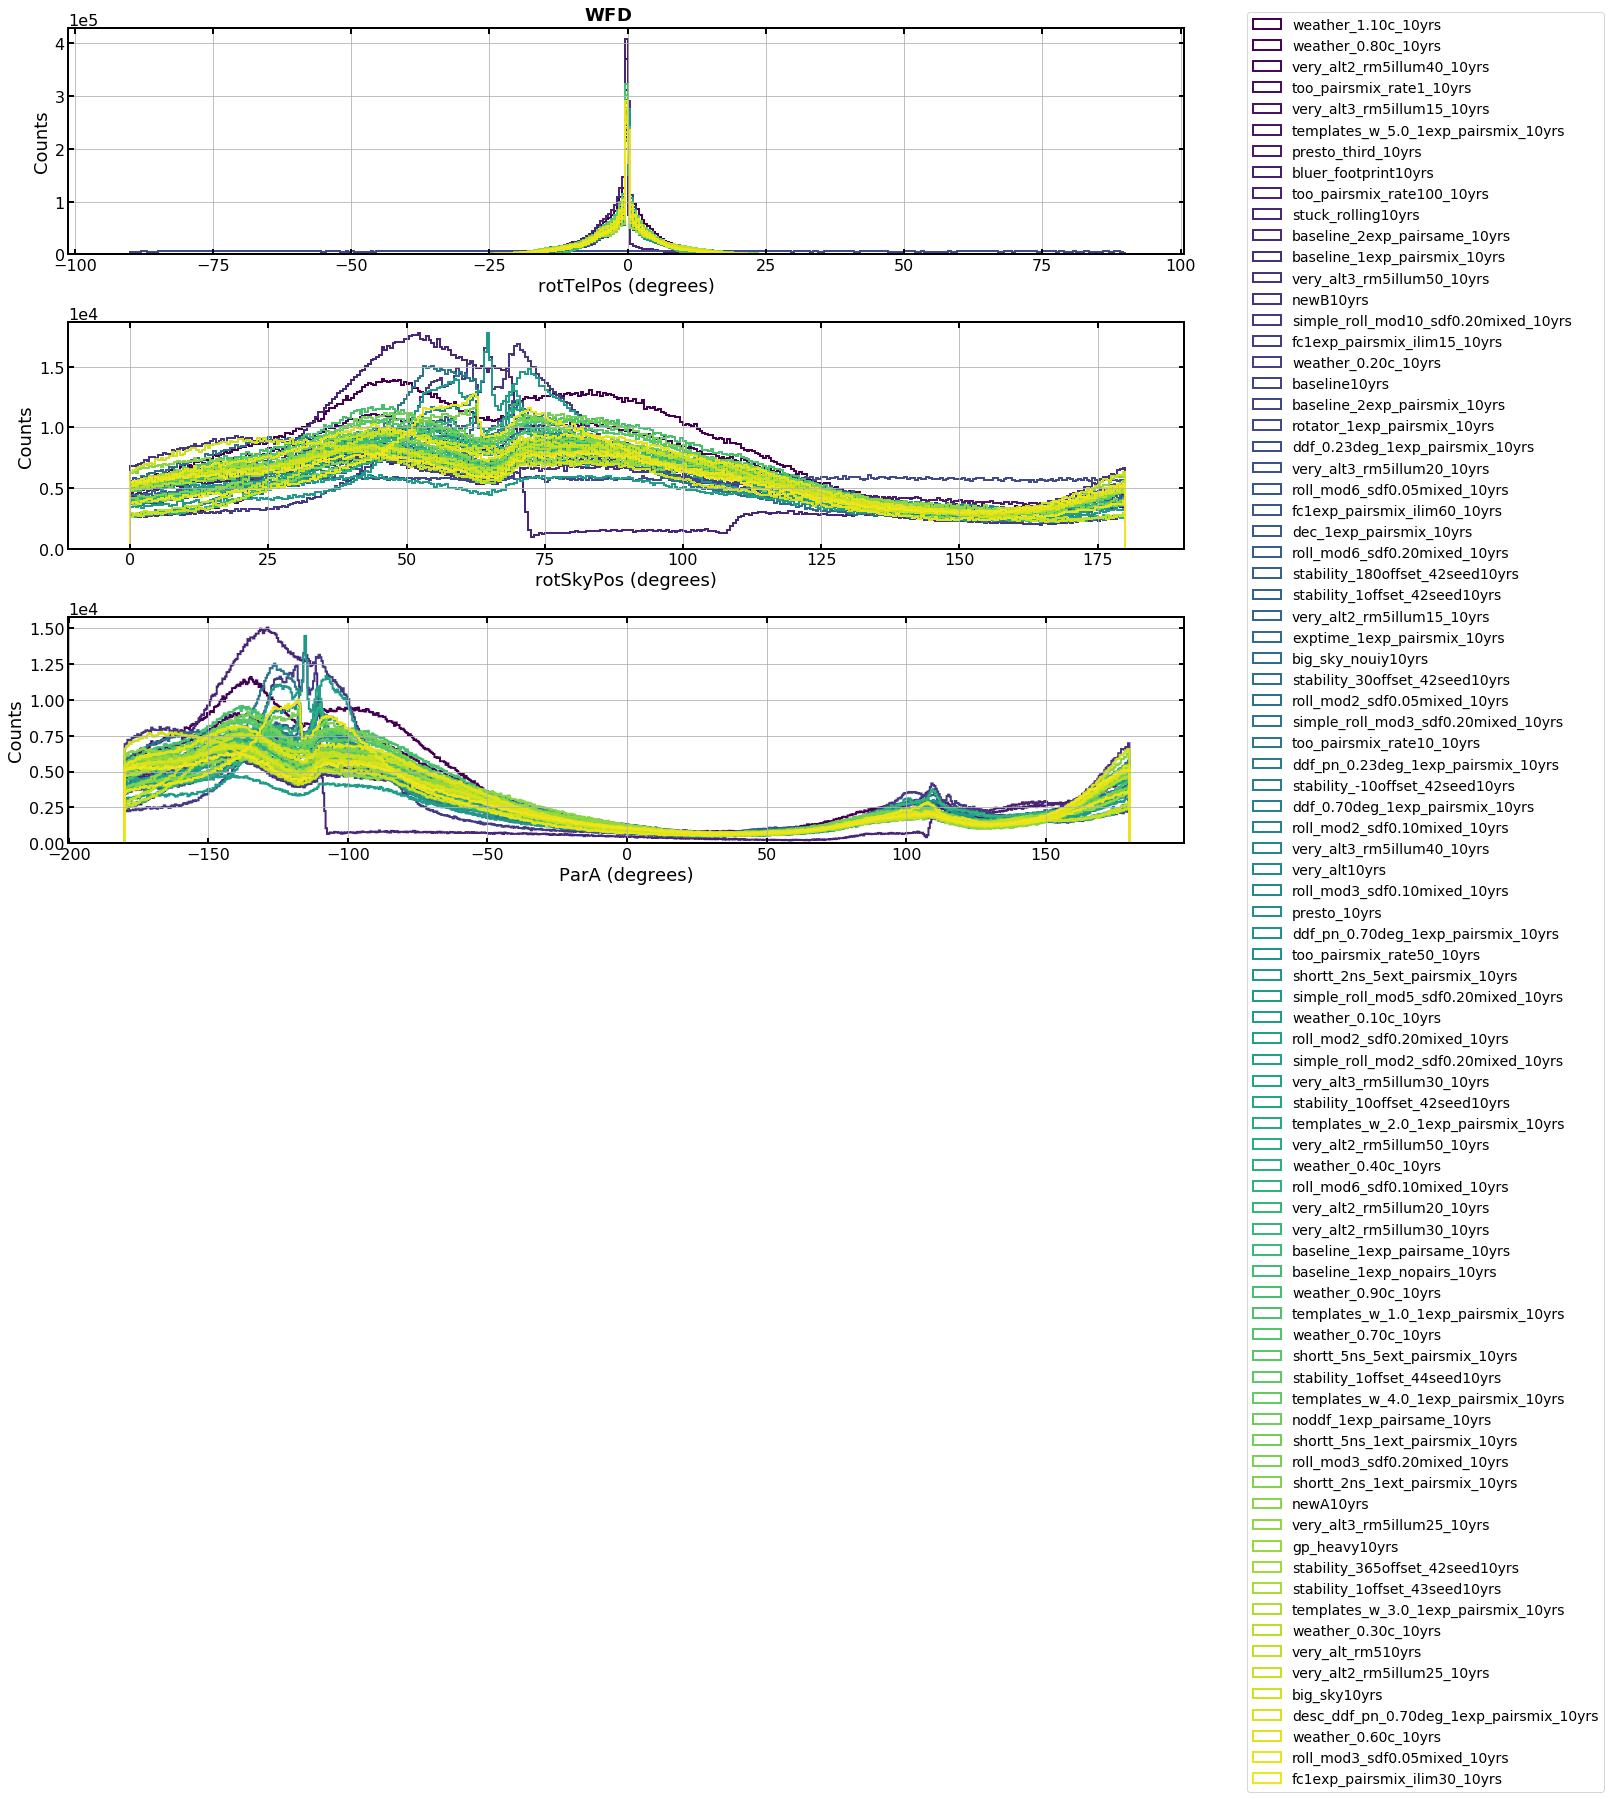 WFD
1e5
4
3
2
1
0
−100 −75 −50 −25 0 25 50 75 100
Counts
rotTelPos (degrees)
1e4
1.5
1.0
0.5
0.0
0 25 50 75 100 125 150 175
Counts
rotSkyPos (degrees)
1e4
1.50
1.25
1.00
0.75
0.50
0.25
0.00
−200 −150 −100 −50 0 50 100 150
Counts
ParA (degrees)
weather_1.10c_10yrs
weather_0.80c_10yrs
very_alt2_rm5illum40_10yrs
too_pairsmix_rate1_10yrs
very_alt3_rm5illum15_10yrs
templates_w_5.0_1exp_pairsmix_10yrs
presto_third_10yrs
bluer_footprint10yrs
too_pairsmix_rate100_10yrs
stuck_rolling10yrs
baseline_2exp_pairsame_10yrs
baseline_1exp_pairsmix_10yrs
very_alt3_rm5illum50_10yrs
newB10yrs
simple_roll_mod10_sdf0.20mixed_10yrs
fc1exp_pairsmix_ilim15_10yrs
weather_0.20c_10yrs
baseline10yrs
baseline_2exp_pairsmix_10yrs
rotator_1exp_pairsmix_10yrs
ddf_0.23deg_1exp_pairsmix_10yrs
very_alt3_rm5illum20_10yrs
roll_mod6_sdf0.05mixed_10yrs
fc1exp_pairsmix_ilim60_10yrs
dec_1exp_pairsmix_10yrs
roll_mod6_sdf0.20mixed_10yrs
stability_180offset_42seed10yrs
stability_1offset_42seed10yrs
very_alt2_rm5illum15_10yrs
exptime_1exp_pairsmix_10yrs
big_sky_nouiy10yrs
stability_30offset_42seed10yrs
roll_mod2_sdf0.05mixed_10yrs
simple_roll_mod3_sdf0.20mixed_10yrs
too_pairsmix_rate10_10yrs
ddf_pn_0.23deg_1exp_pairsmix_10yrs
stability_-10offset_42seed10yrs
ddf_0.70deg_1exp_pairsmix_10yrs
roll_mod2_sdf0.10mixed_10yrs
very_alt3_rm5illum40_10yrs
very_alt10yrs
roll_mod3_sdf0.10mixed_10yrs
presto_10yrs
ddf_pn_0.70deg_1exp_pairsmix_10yrs
too_pairsmix_rate50_10yrs
shortt_2ns_5ext_pairsmix_10yrs
simple_roll_mod5_sdf0.20mixed_10yrs
weather_0.10c_10yrs
roll_mod2_sdf0.20mixed_10yrs
simple_roll_mod2_sdf0.20mixed_10yrs
very_alt3_rm5illum30_10yrs
stability_10offset_42seed10yrs
templates_w_2.0_1exp_pairsmix_10yrs
very_alt2_rm5illum50_10yrs
weather_0.40c_10yrs
roll_mod6_sdf0.10mixed_10yrs
very_alt2_rm5illum20_10yrs
very_alt2_rm5illum30_10yrs
baseline_1exp_pairsame_10yrs
baseline_1exp_nopairs_10yrs
weather_0.90c_10yrs
templates_w_1.0_1exp_pairsmix_10yrs
weather_0.70c_10yrs
shortt_5ns_5ext_pairsmix_10yrs
stability_1offset_44seed10yrs
templates_w_4.0_1exp_pairsmix_10yrs
noddf_1exp_pairsame_10yrs
shortt_5ns_1ext_pairsmix_10yrs
roll_mod3_sdf0.20mixed_10yrs
shortt_2ns_1ext_pairsmix_10yrs
newA10yrs
very_alt3_rm5illum25_10yrs
gp_heavy10yrs
stability_365offset_42seed10yrs
stability_1offset_43seed10yrs
templates_w_3.0_1exp_pairsmix_10yrs
weather_0.30c_10yrs
very_alt_rm510yrs
very_alt2_rm5illum25_10yrs
big_sky10yrs
desc_ddf_pn_0.70deg_1exp_pairsmix_10yrs
weather_0.60c_10yrs
roll_mod3_sdf0.05mixed_10yrs
fc1exp_pairsmix_ilim30_10yrs